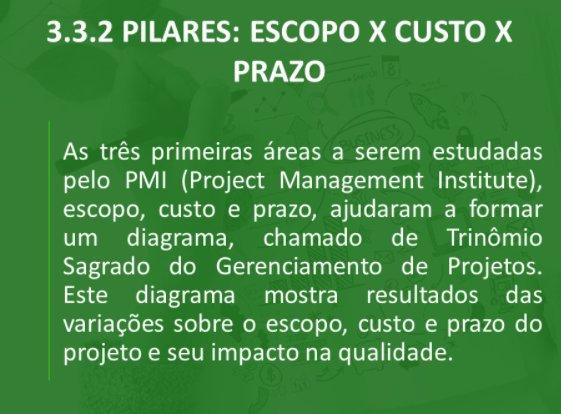 3.3.2 PILARES: ESCOPO X CUSTO X
PRAZO
As três primeiras áreas a serem estudadas
pelo PMI (Project Management Institute),
escopo, custo e prazo, ajudaram a formar
um diagrama, chamado de Trinômio
Sagrado do Gerenciamento de Projetos.
Este diagrama mostra resultados das
variações sobre o escopo, custo e prazo do
projeto e seu impacto na qualidade.